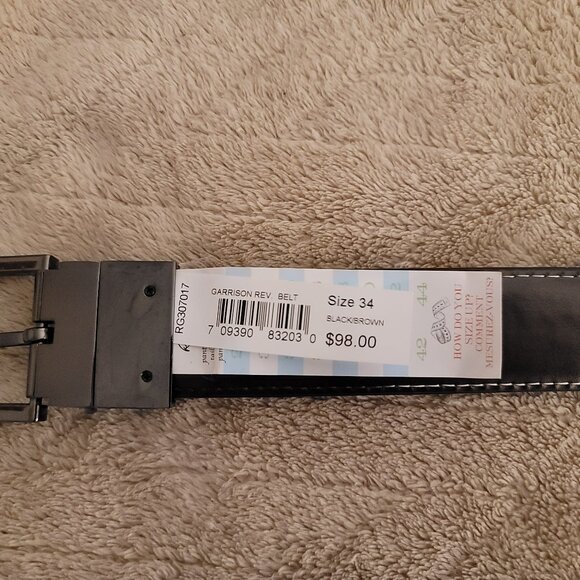 RG307017
GARRISON REV. BELT
7 09390 83203 0
Size 34
BLACK/BROWN
$98.00
42 44
HOW DO YOU
SIZE UP?
COMMENT
MESUREZ-VOUS?